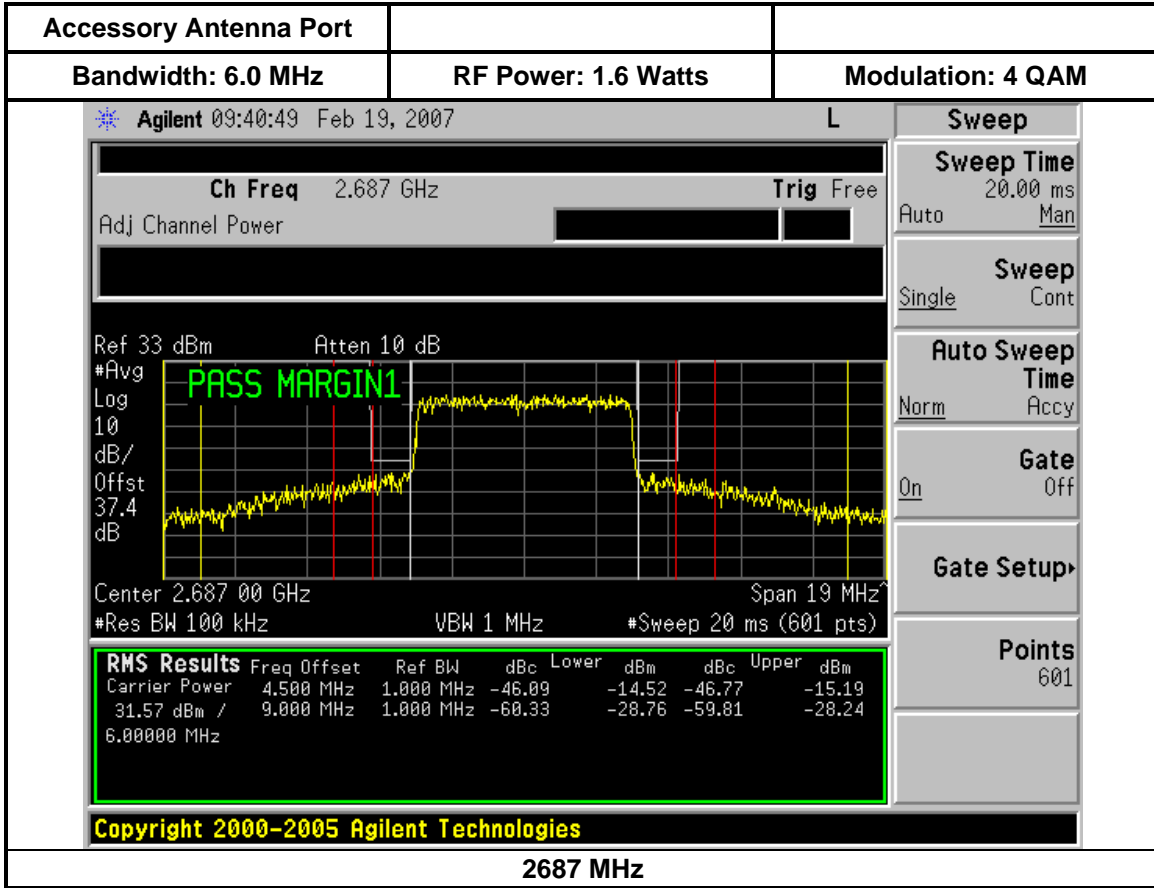 Accessory Antenna Port
Bandwidth: 6.0 MHz RF Power: 1.6 Watts Modulation: 4 QAM
Agilent 09:40:49 Feb 19, 2007 L Sweep
Ch Freq 2.687 GHz Trig Free
Adj Channel Power
Sweep Time
20.00 ms
Auto Man
Sweep
Single Cont
Ref 33 dBm Atten 10 dB
#Avg
Log
10
dB/
Offst
37.4
dB
PASS MARGIN1
Auto Sweep
Time
Norm Accy
Gate
On Off
Gate Setup
Center 2.687 00 GHz Span 19 MHz^
#Res BW 100 kHz VBW 1 MHz #Sweep 20 ms (601 pts)
Points
601
RMS Results Freq Offset Ref BW dBc Lower dBm dBc Upper dBm
Carrier Power 4.500 MHz 1.000 MHz -46.09 -14.52 -46.77 -15.19
31.57 dBm / 9.000 MHz 1.000 MHz -60.33 -28.76 -59.81 -28.24
6.00000 MHz
Copyright 2000-2005 Agilent Technologies
2687 MHz